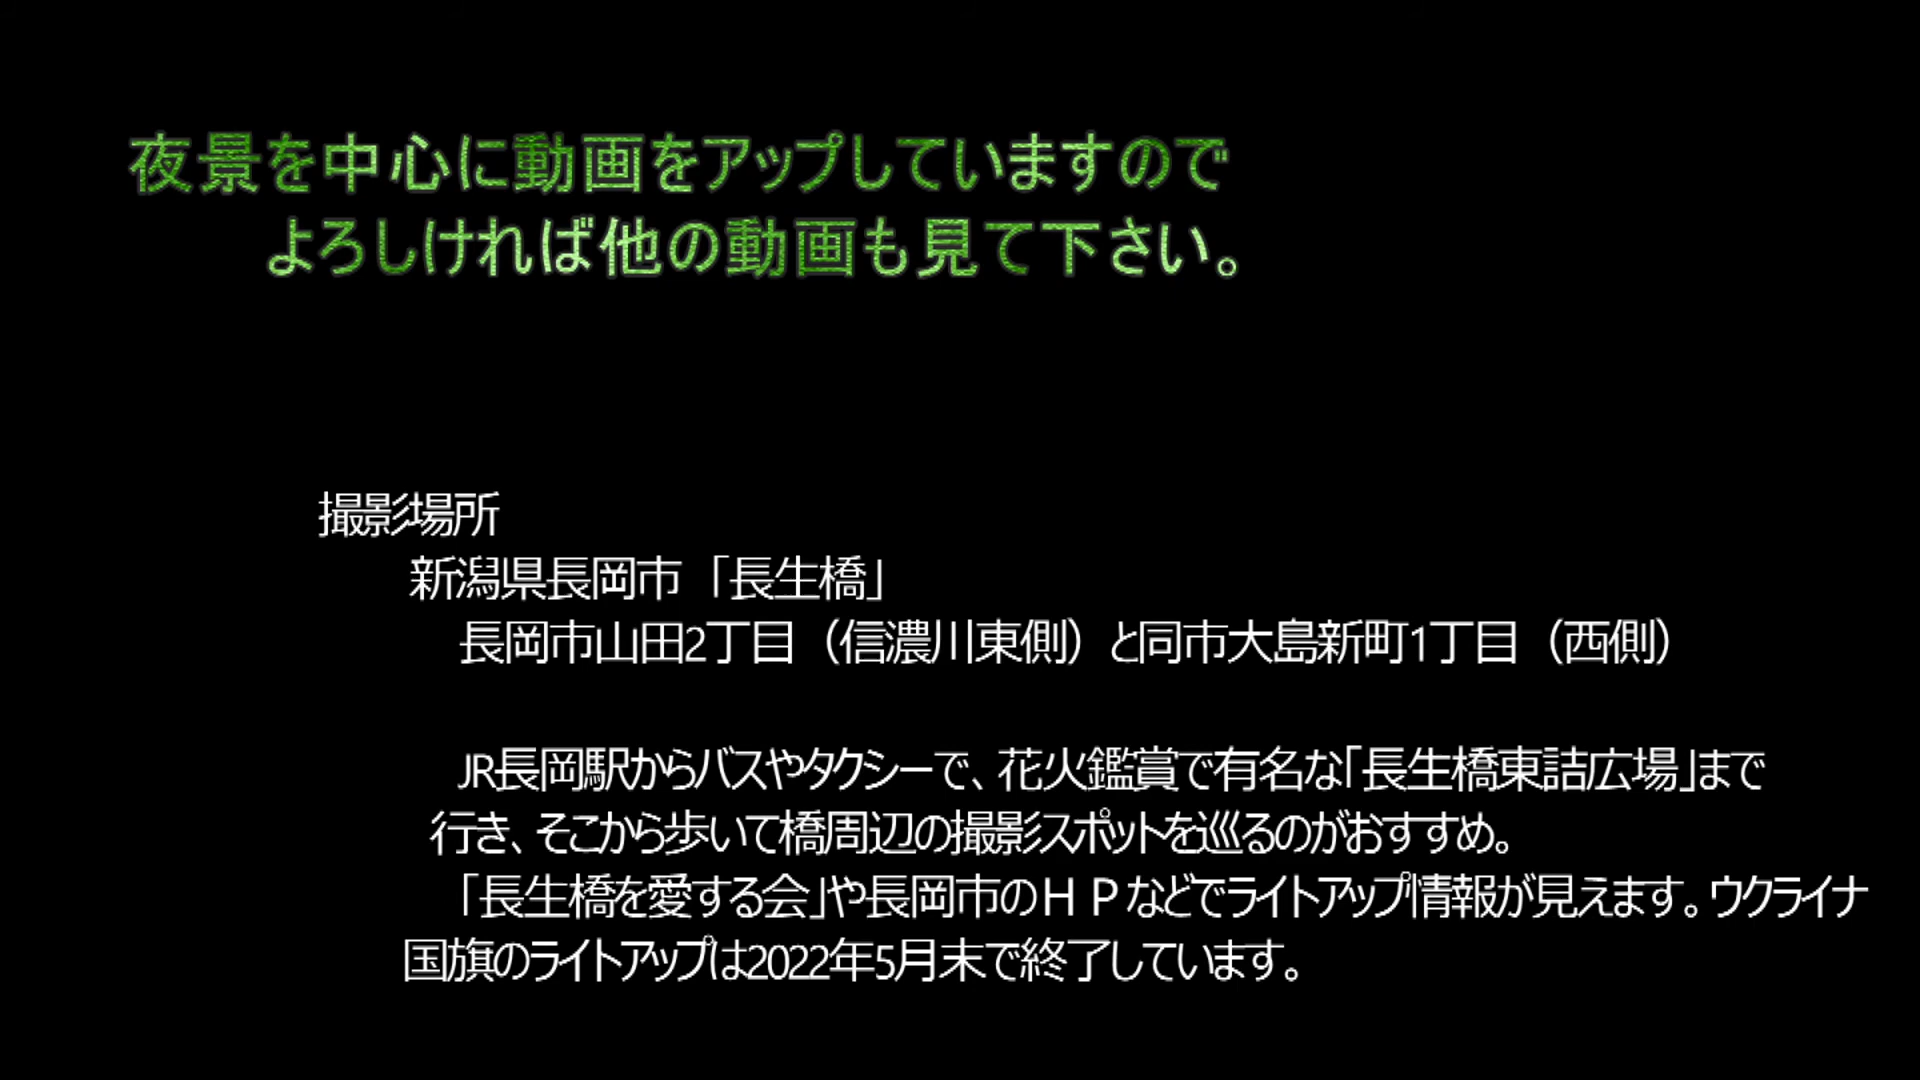 夜景を中心に動画をアップしていますので
よろしければ他の動画も見て下さい。
撮影場所
新潟県長岡市「長生橋」
長岡市山田2丁目（信濃川東側）と同市大島新町1丁目（西側）
JR長岡駅からバスやタクシーで、花火鑑賞で有名な「長生橋東詰広場」まで
行き、そこから歩いて橋周辺の撮影スポットを巡るのがおすすめ。
「長生橋を愛する会」や長岡市のＨＰなどでライトアップ情報が見えます。ウクライナ
国旗のライトアップは2022年5月末で終了しています。